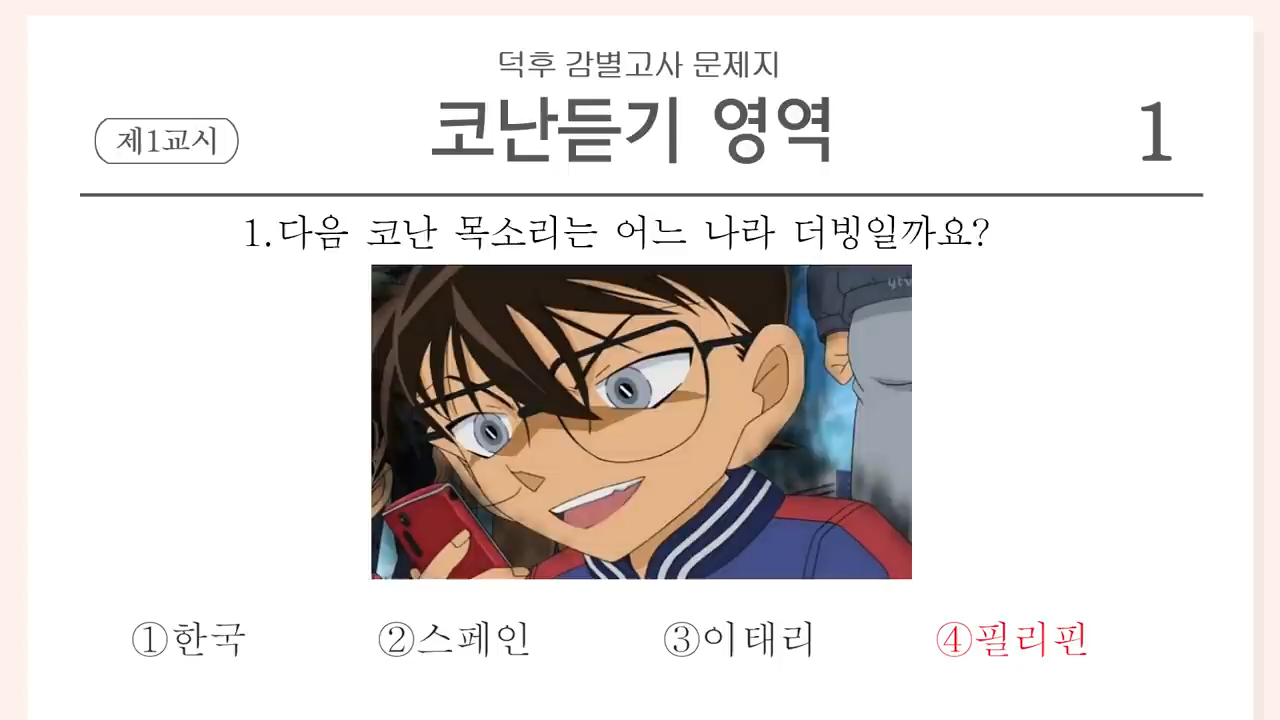 덕후 감별고사 문제지
제1교시
코난듣기 영역
1
1.다음 코난 목소리는 어느 나라 더빙일까요?
ytv
①한국 ②스페인 ③이태리 ④필리핀